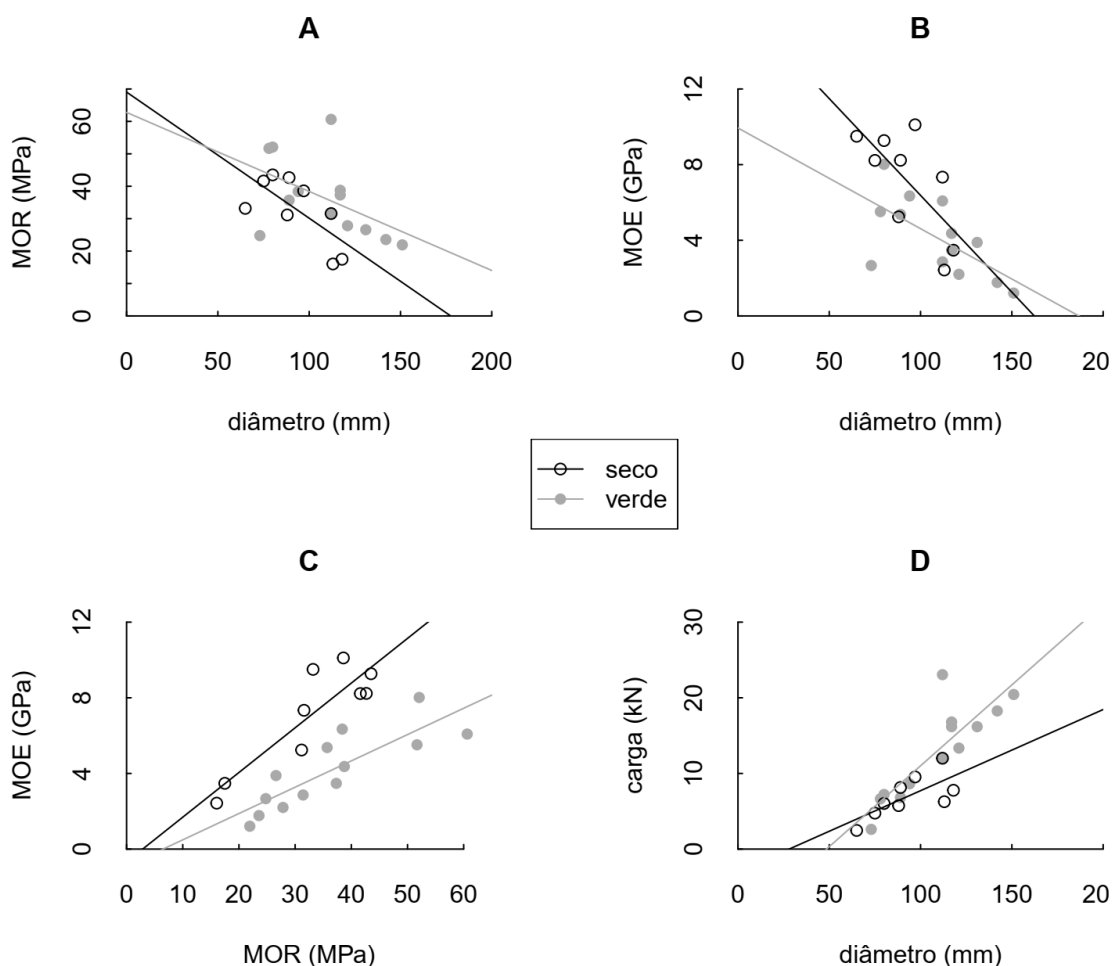 A
MOR (MPa)
0 20 40 60
0 50 100 150 200
diâmetro (mm)
B
MOE (GPa)
0 4 8 12
0 50 100 150 20
diâmetro (mm)
seco
verde
C
MOE (GPa)
0 4 8 12
0 10 20 30 40 50 60
MOR (MPa)
D
carga (kN)
0 10 20 30
0 50 100 150 20
diâmetro (mm)